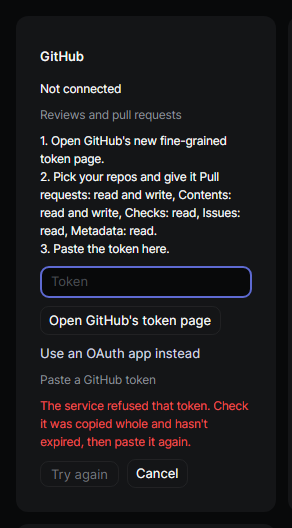 GitHub
Not connected
Reviews and pull requests
1. Open GitHub's new fine-grained
token page.
2. Pick your repos and give it Pull
requests: read and write, Contents:
read and write, Checks: read, Issues:
read, Metadata: read.
3. Paste the token here.
Token
Open GitHub's token page
Use an OAuth app instead
Paste a GitHub token
The service refused that token. Check
it was copied whole and hasn't
expired, then paste it again.
Try again
Cancel